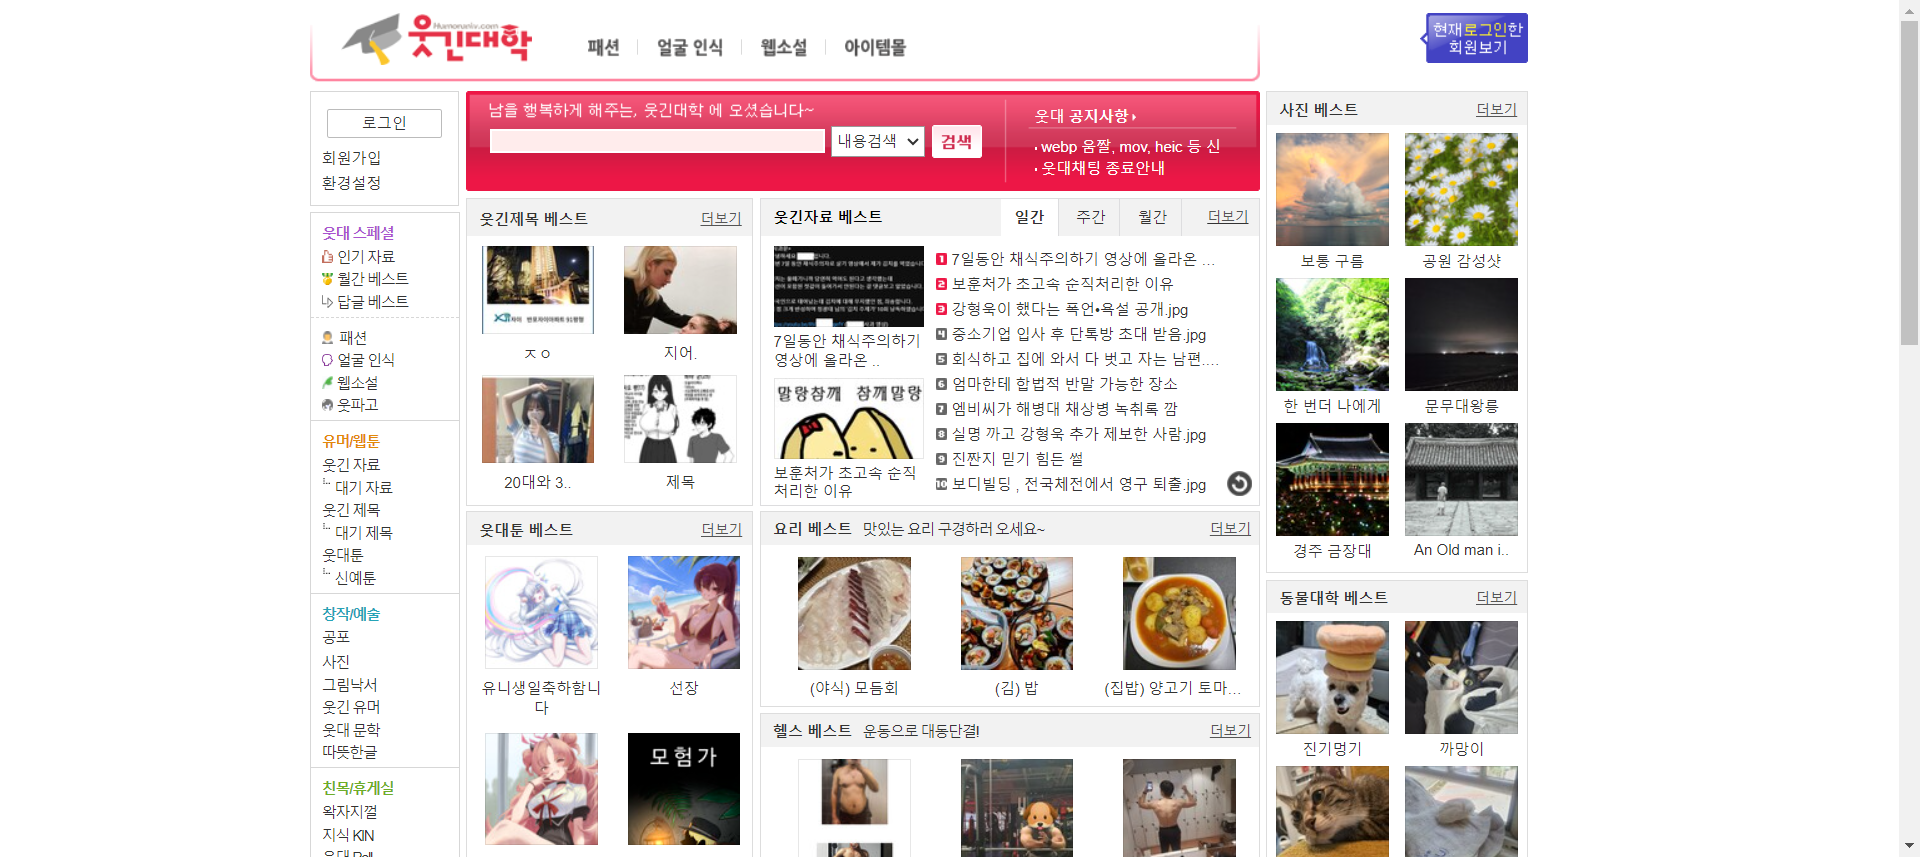 Humoruniv.com
웃긴대학
패션
얼굴 인식
웹소설
아이템몰
현재로그인한
회원보기
로그인
회원가입
환경설정
남을 행복하게 해주는, 웃긴대학 에 오셨습니다~
내용검색
검색
웃대 공지사항
webp 움짤, mov, heic 등 신
웃대채팅 종료안내
웃대 스페셜
인기 자료
월간 베스트
답글 베스트
패션
얼굴 인식
웹소설
웃파고
유머/웹툰
웃긴 자료
대기 자료
웃긴 제목
대기 제목
웃대툰
신예툰
창작/예술
공포
사진
그림낙서
웃긴 유머
웃대 문학
따뜻한글
친목/휴게실
왁자지껄
지식 KIN
웃긴제목 베스트
더보기
ㅈㅇ
지어.
20대와 3..
제목
웃긴자료 베스트
일간
주간
월간
더보기
7일동안 채식주의하기
영상에 올라온 ..
말랑참깨 참깨말랑
보훈처가 초고속 순직
처리한 이유
1 7일동안 채식주의하기 영상에 올라온 ...
2 보훈처가 초고속 순직처리한 이유
3 강형욱이 했다는 폭언•욕설 공개.jpg
4 중소기업 입사 후 단톡방 초대 받음.jpg
5 회식하고 집에 와서 다 벗고 자는 남편....
6 엄마한테 합법적 반말 가능한 장소
7 엠비씨가 해병대 채상병 녹취록 깜
8 실명 까고 강형욱 추가 제보한 사람.jpg
9 진짠지 믿기 힘든 썰
10 보디빌딩 , 전국체전에서 영구 퇴출.jpg
웃대툰 베스트
더보기
유니생일축하함니
다
선장
모험가
요리 베스트 맛있는 요리 구경하러 오세요~
더보기
(야식) 모듬회
(김) 밥
(집밥) 양고기 토마...
헬스 베스트 운동으로 대동단결!
더보기
사진 베스트
더보기
보통 구름
공원 감성샷
한 번더 나에게
문무대왕릉
경주 금장대
An Old man i..
동물대학 베스트
더보기
진기멍기
까망이